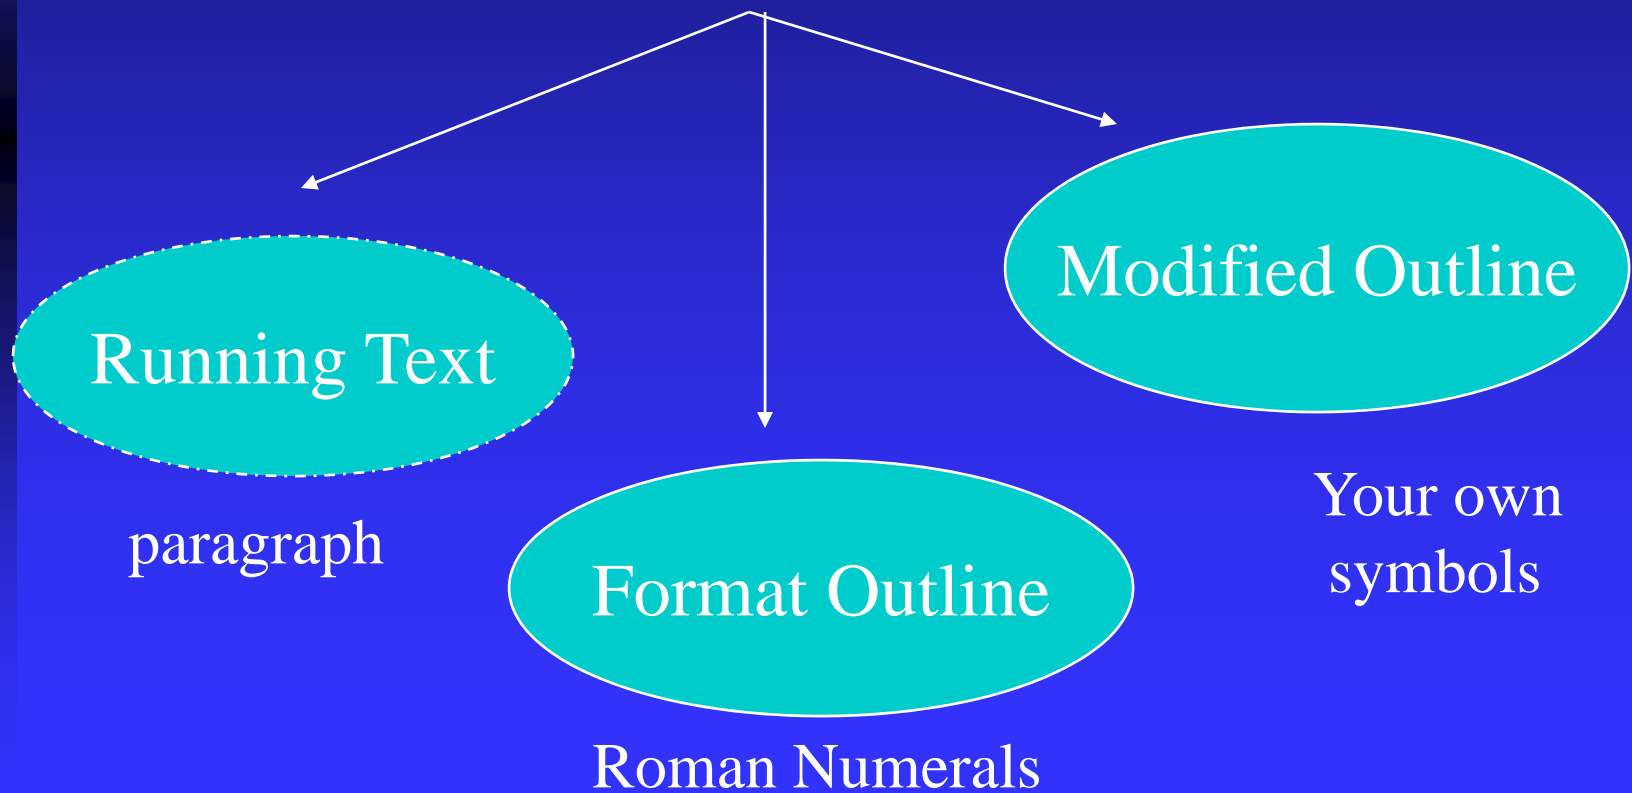 Running Text
paragraph
Format Outline
Roman Numerals
Modified Outline
Your own
symbols